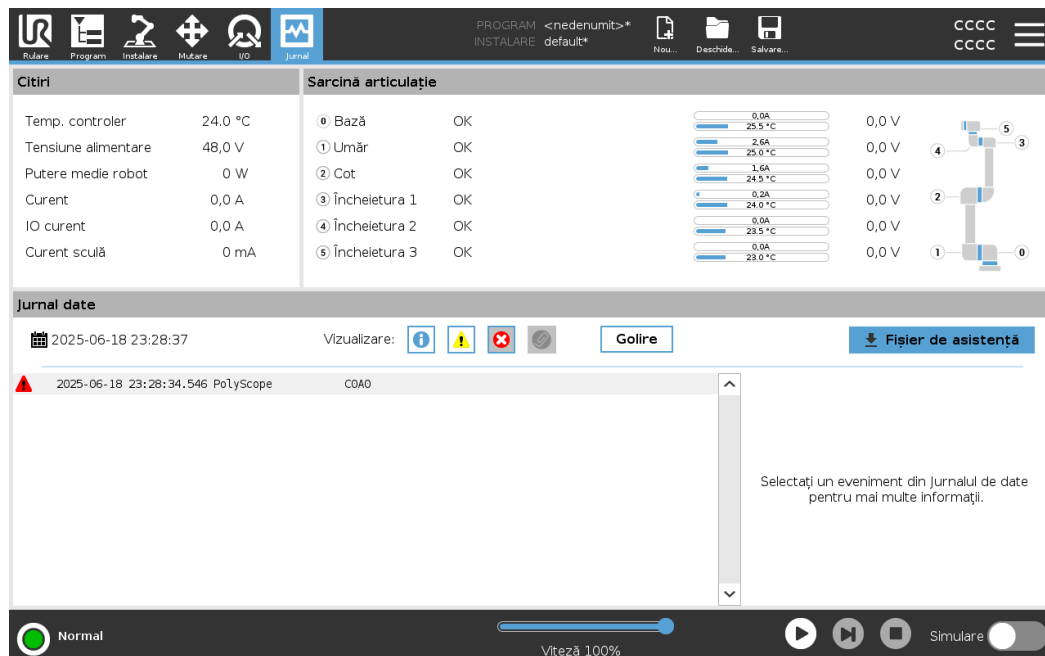 Rulare
Program
Instalare
Mutare
I/O
Jurnal
PROGRAM <nedenumit>*
INSTALARE default*
Nou...
Deschide...
Salvare...
CCCC
CCCC
Citiri
Sarcină articulație
Temp. controler 24.0 °C
Tensiune alimentare 48,0 V
Putere medie robot 0 W
Curent 0,0 A
IO curent 0,0 A
Curent sculă 0 mA
0 Bază OK 0,0A 25.5 °C 0,0 V
1 Umăr OK 2,6A 25.0 °C 0,0 V
2 Cot OK 1,6A 24.5 °C 0,0 V
3 Încheietura 1 OK 0,2A 24.0 °C 0,0 V
4 Încheietura 2 OK 0,0A 23.5 °C 0,0 V
5 Încheietura 3 OK 0,0A 23.0 °C 0,0 V
5
3
4
2
1
0
Jurnal date
2025-06-18 23:28:37
Vizualizare:
Golire
Fișier de asistență
2025-06-18 23:28:34.546 PolyScope C0A0
Selectați un eveniment din Jurnalul de date
pentru mai multe informații.
Normal
Viteză 100%
Simulare